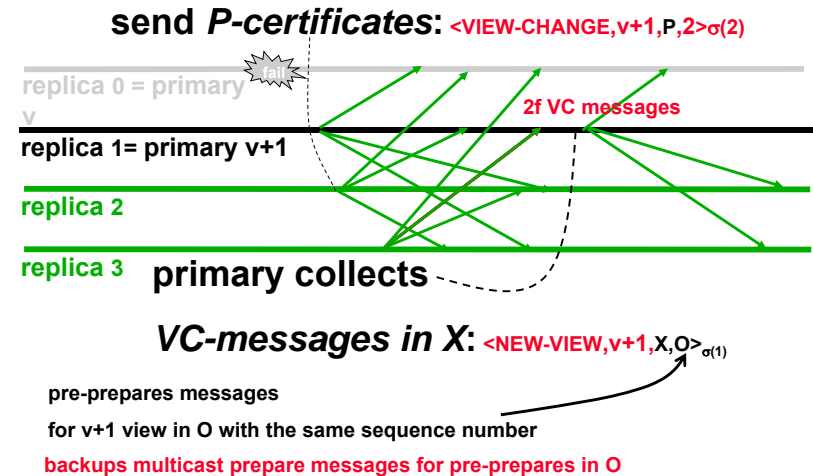 send P-certificates: <VIEW-CHANGE,v+1,P,2>σ(2)
fail
replica 0 = primary
v
2f VC messages
replica 1= primary v+1
replica 2
replica 3
primary collects
VC-messages in X: <NEW-VIEW,v+1,X,O>σ(1)
pre-prepares messages
for v+1 view in O with the same sequence number
backups multicast prepare messages for pre-prepares in O